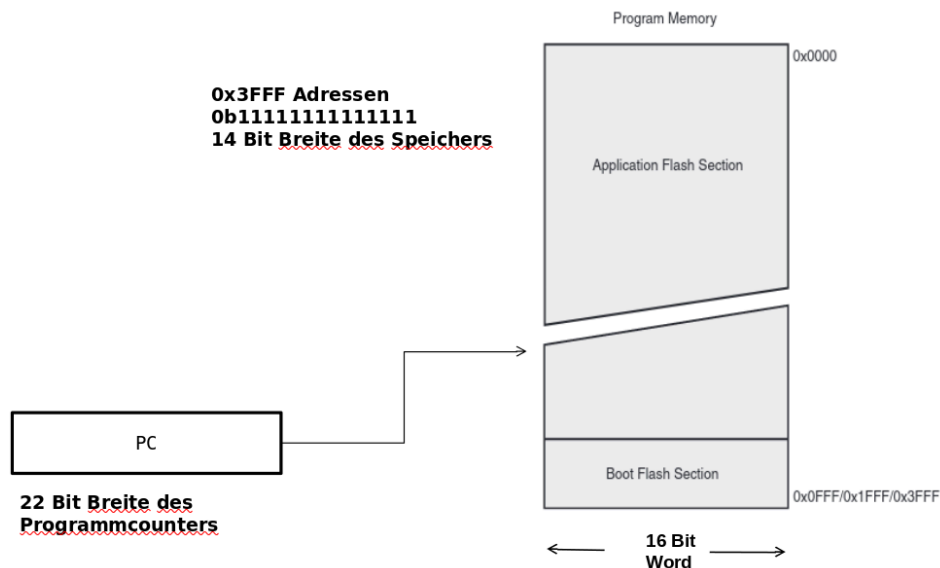 Program Memory
0x0000
0x3FFF Adressen
0b11111111111111
14 Bit Breite des Speichers
Application Flash Section
PC
Boot Flash Section
0x0FFF/0x1FFF/0x3FFF
22 Bit Breite des
Programmcounters
16 Bit
Word